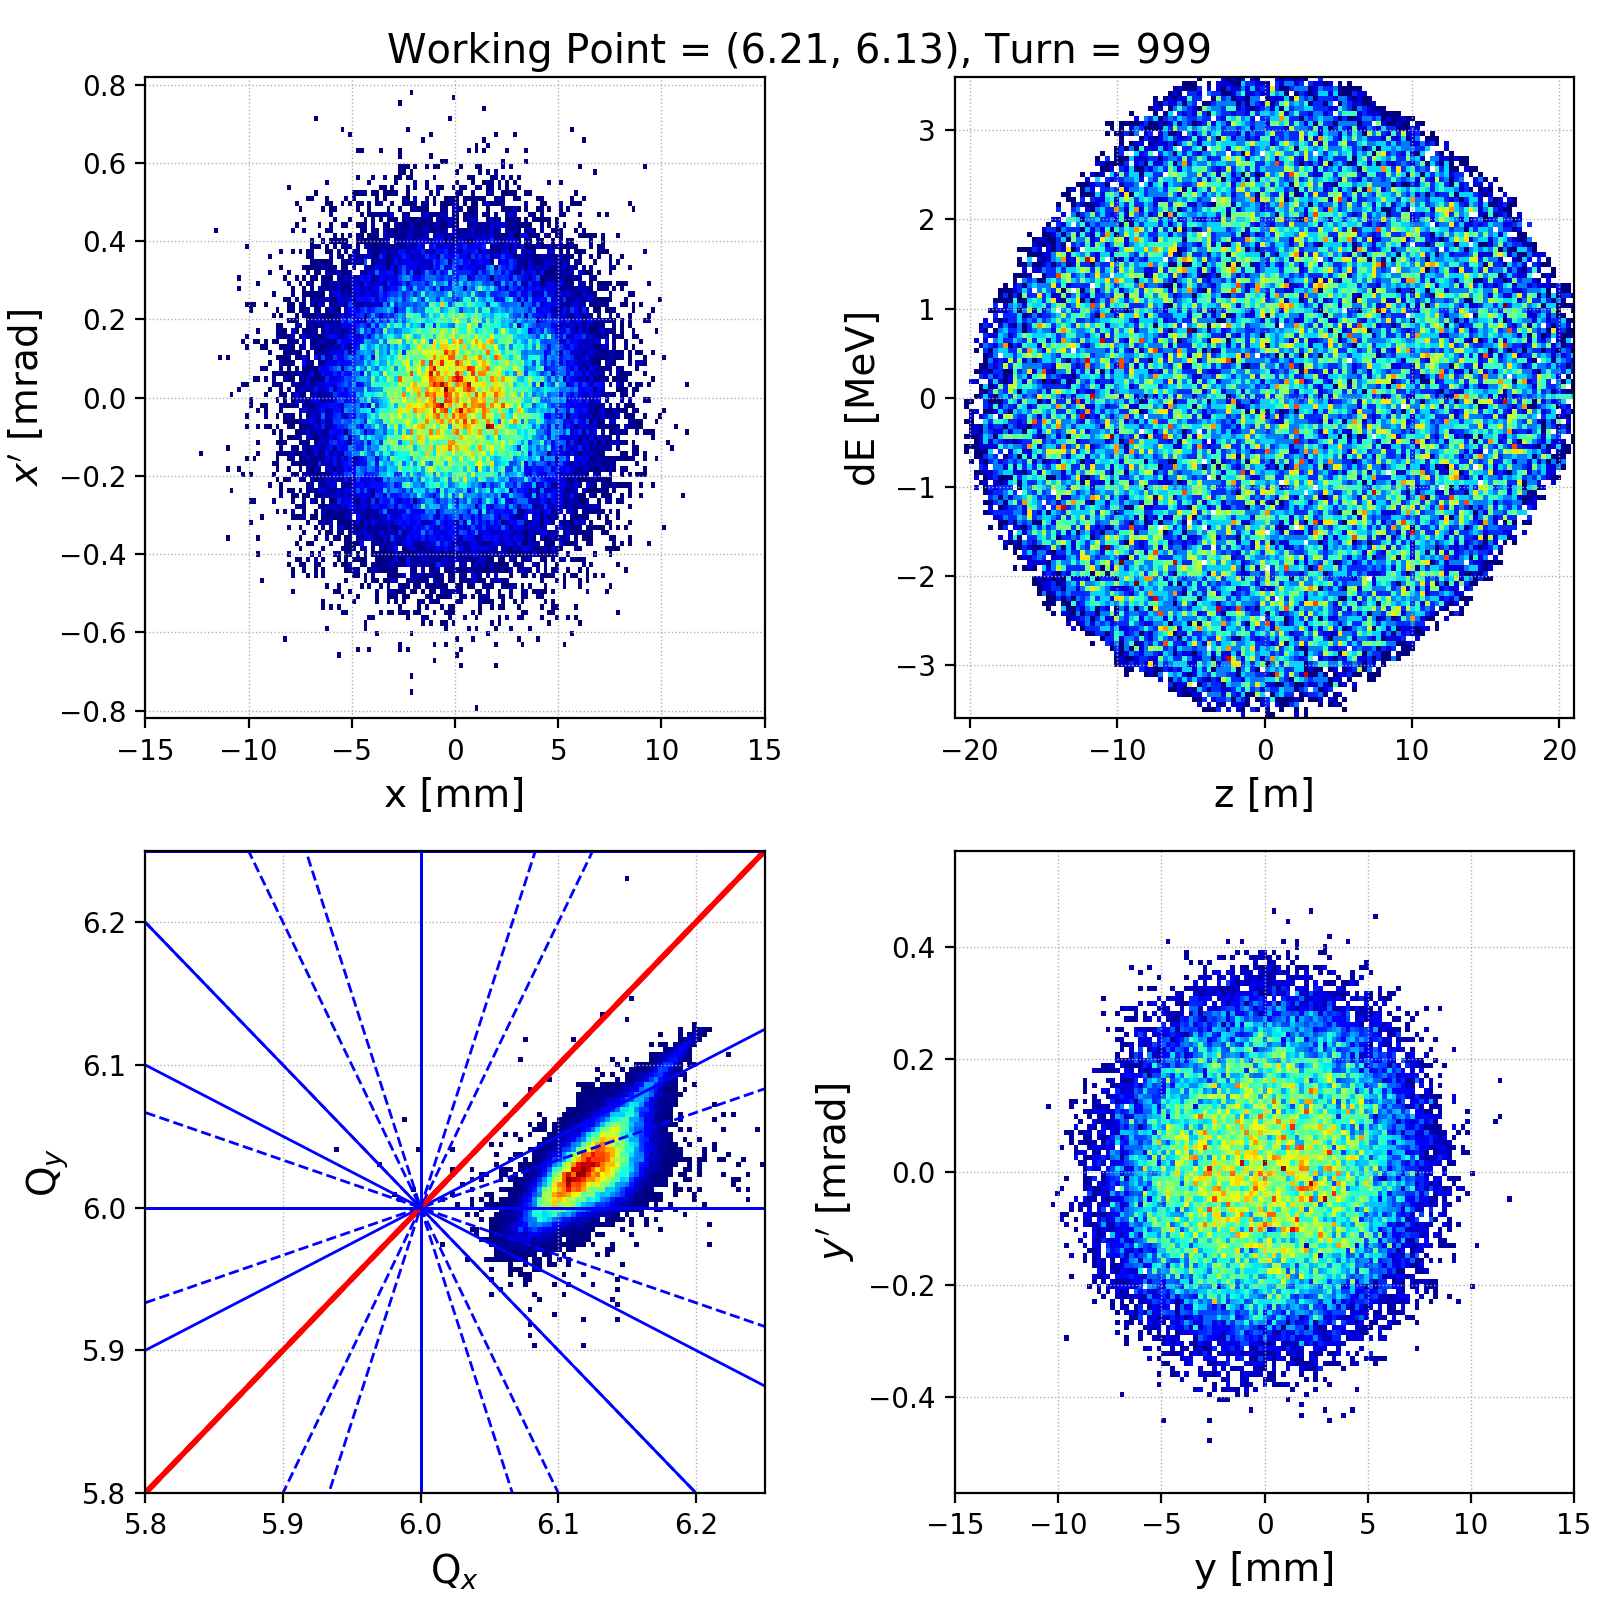 Working Point = (6.21, 6.13), Turn = 999
0.8
0.6
0.4
0.2
0.0
−0.2
−0.4
−0.6
−0.8
x′ [mrad]
−15 −10 −5 0 5 10 15
x [mm]
3
2
1
0
−1
−2
−3
dE [MeV]
−20 −10 0 10 20
z [m]
6.2
6.1
6.0
5.9
5.8
Qy
5.8 5.9 6.0 6.1 6.2
Qx
0.4
0.2
0.0
−0.2
−0.4
y′ [mrad]
−15 −10 −5 0 5 10 15
y [mm]